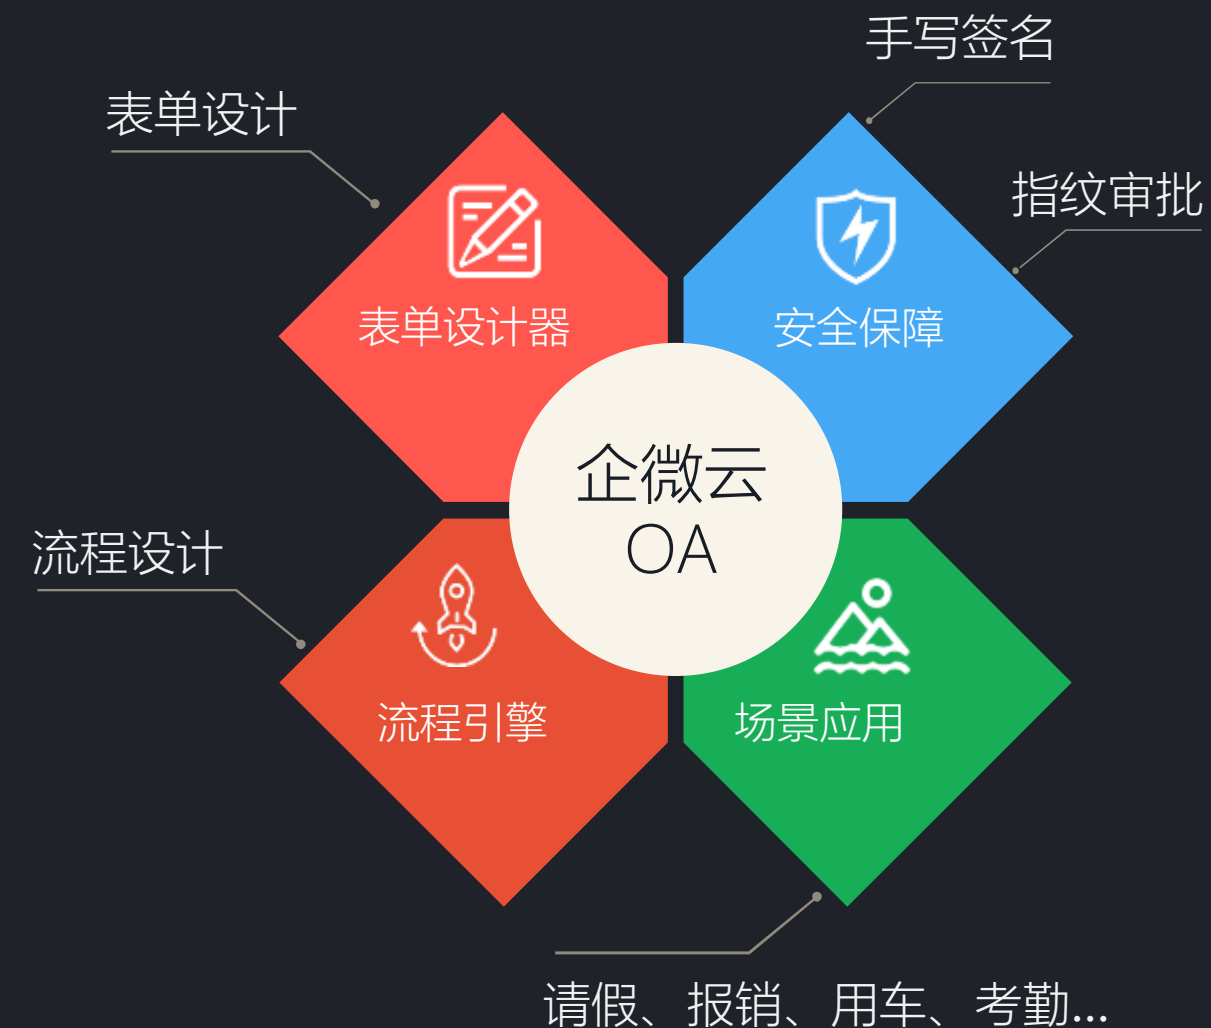 手写签名
表单设计
指纹审批
表单设计器
安全保障
企微云
OA
流程设计
流程引擎
场景应用
请假、报销、用车、考勤...